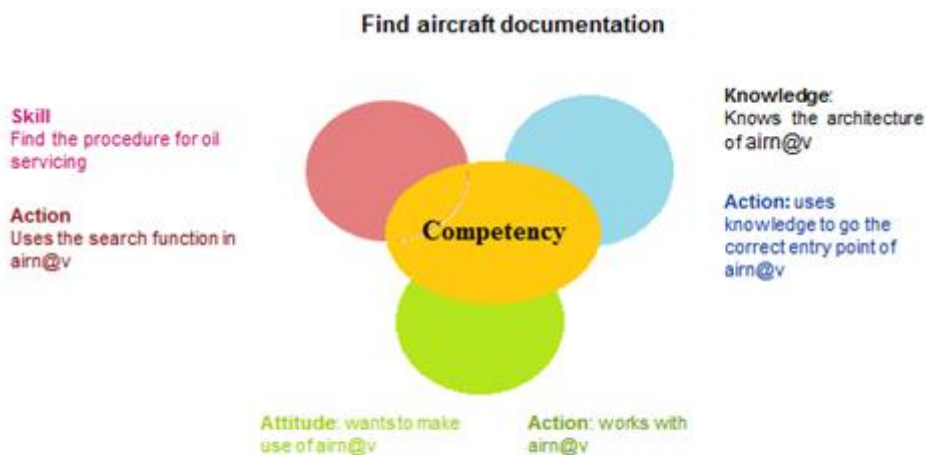 Find aircraft documentation
Skill
Find the procedure for oil
servicing
Action
Uses the search function in
airn@v
Competency
Knowledge:
Knows the architecture
of airn@v
Action: uses
knowledge to go the
correct entry point of
airn@v
Attitude: wants to make
use of airn@v
Action: works with
airn@v